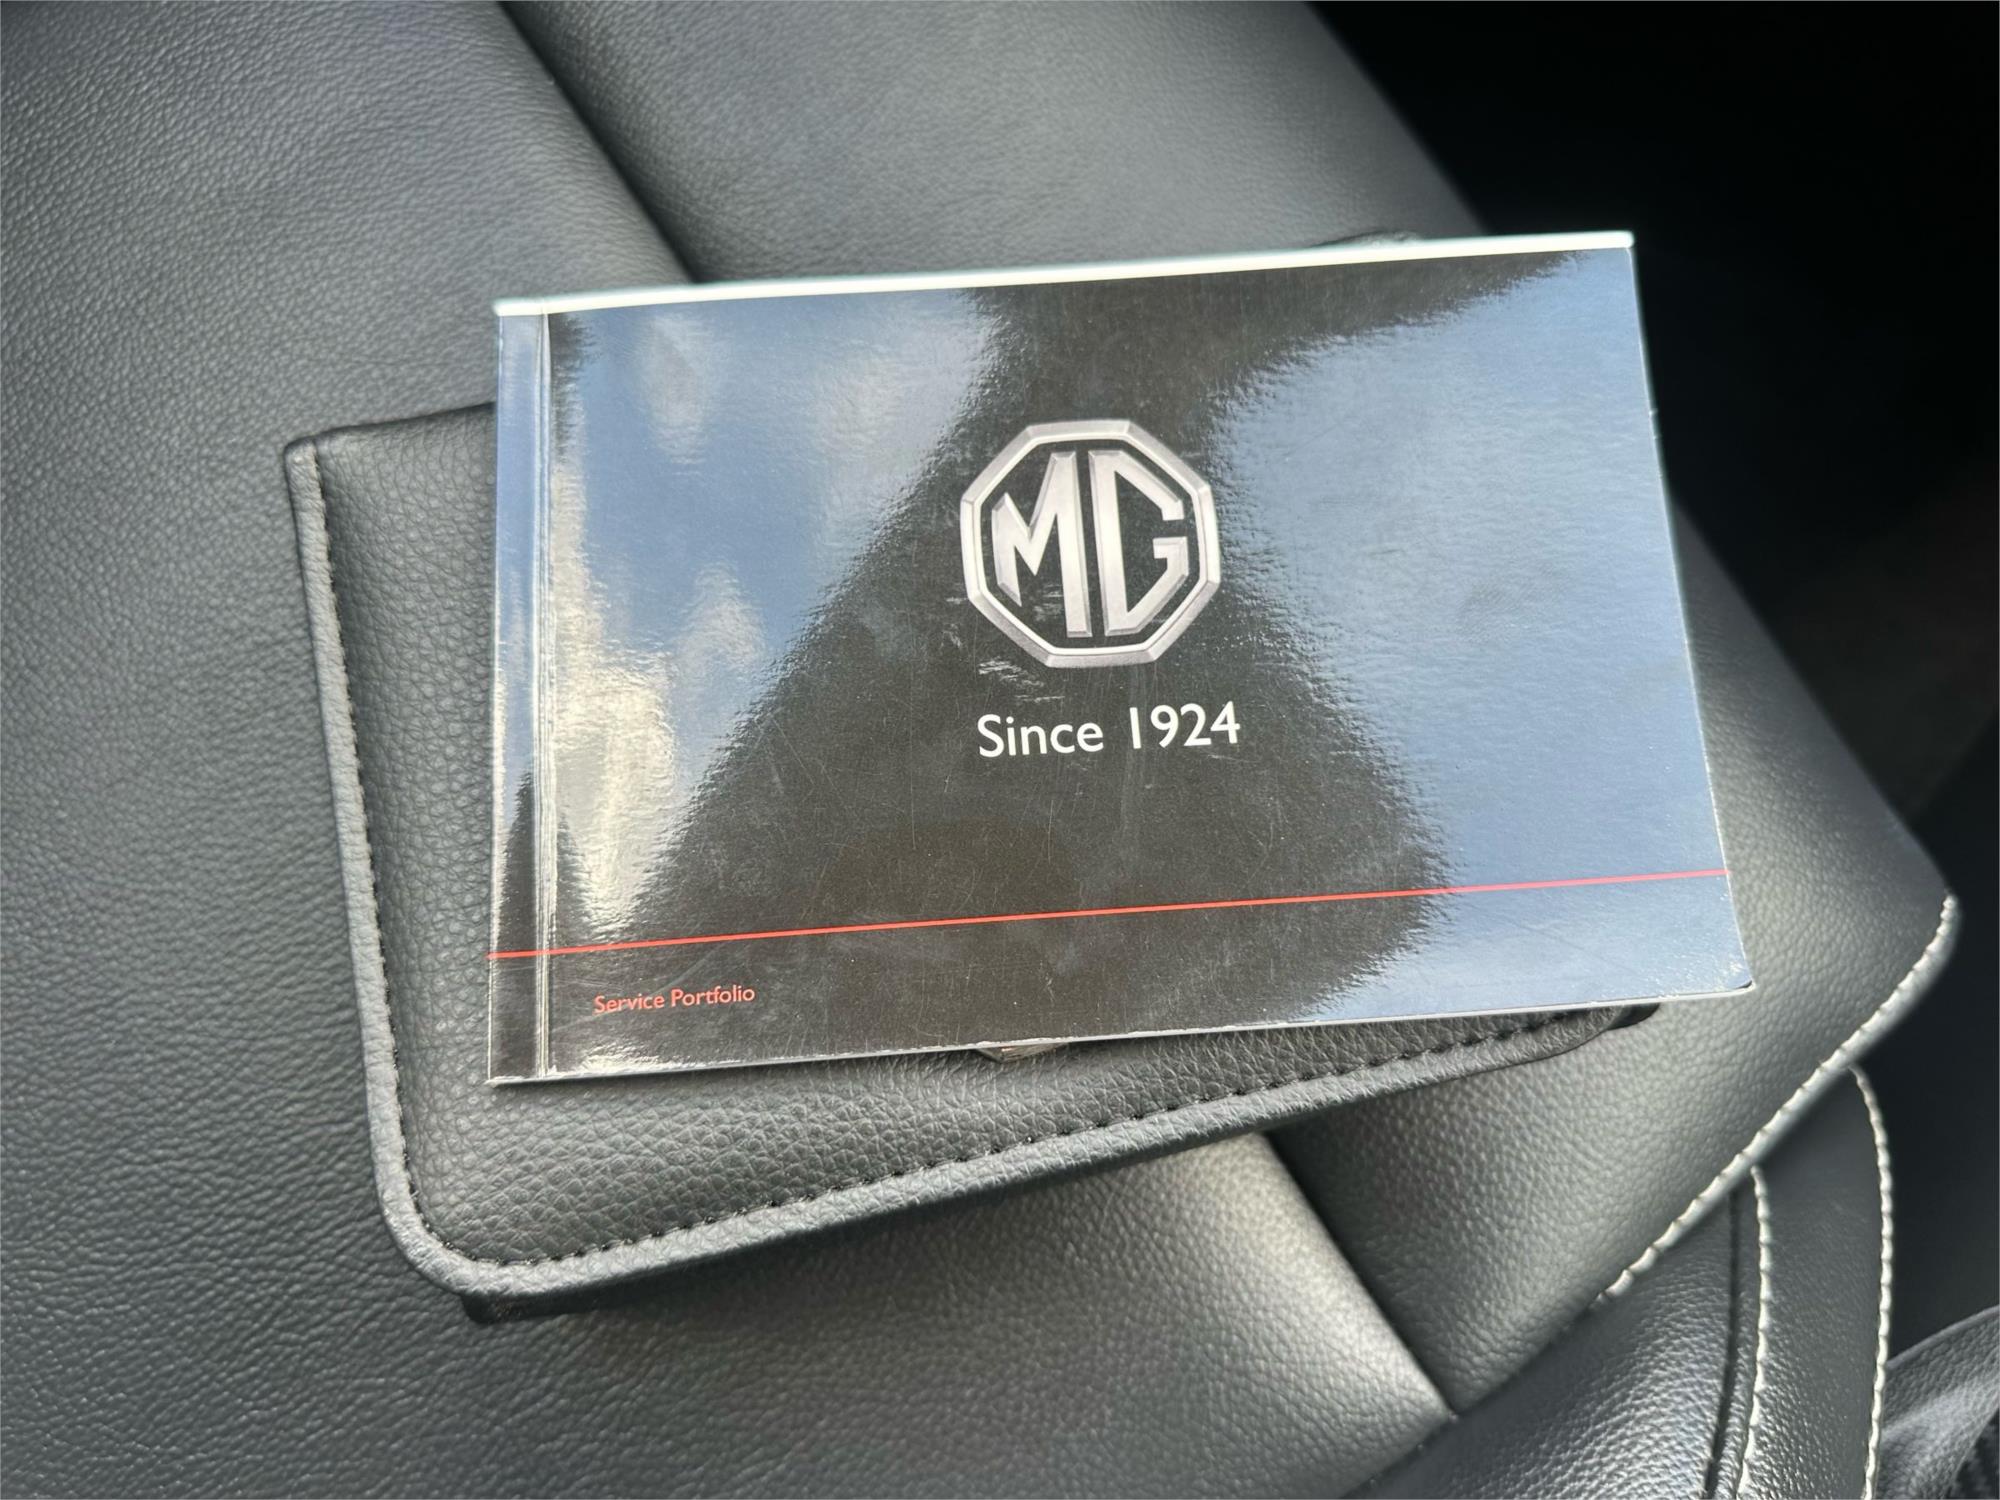 MG
Since 1924
Service Portfolio